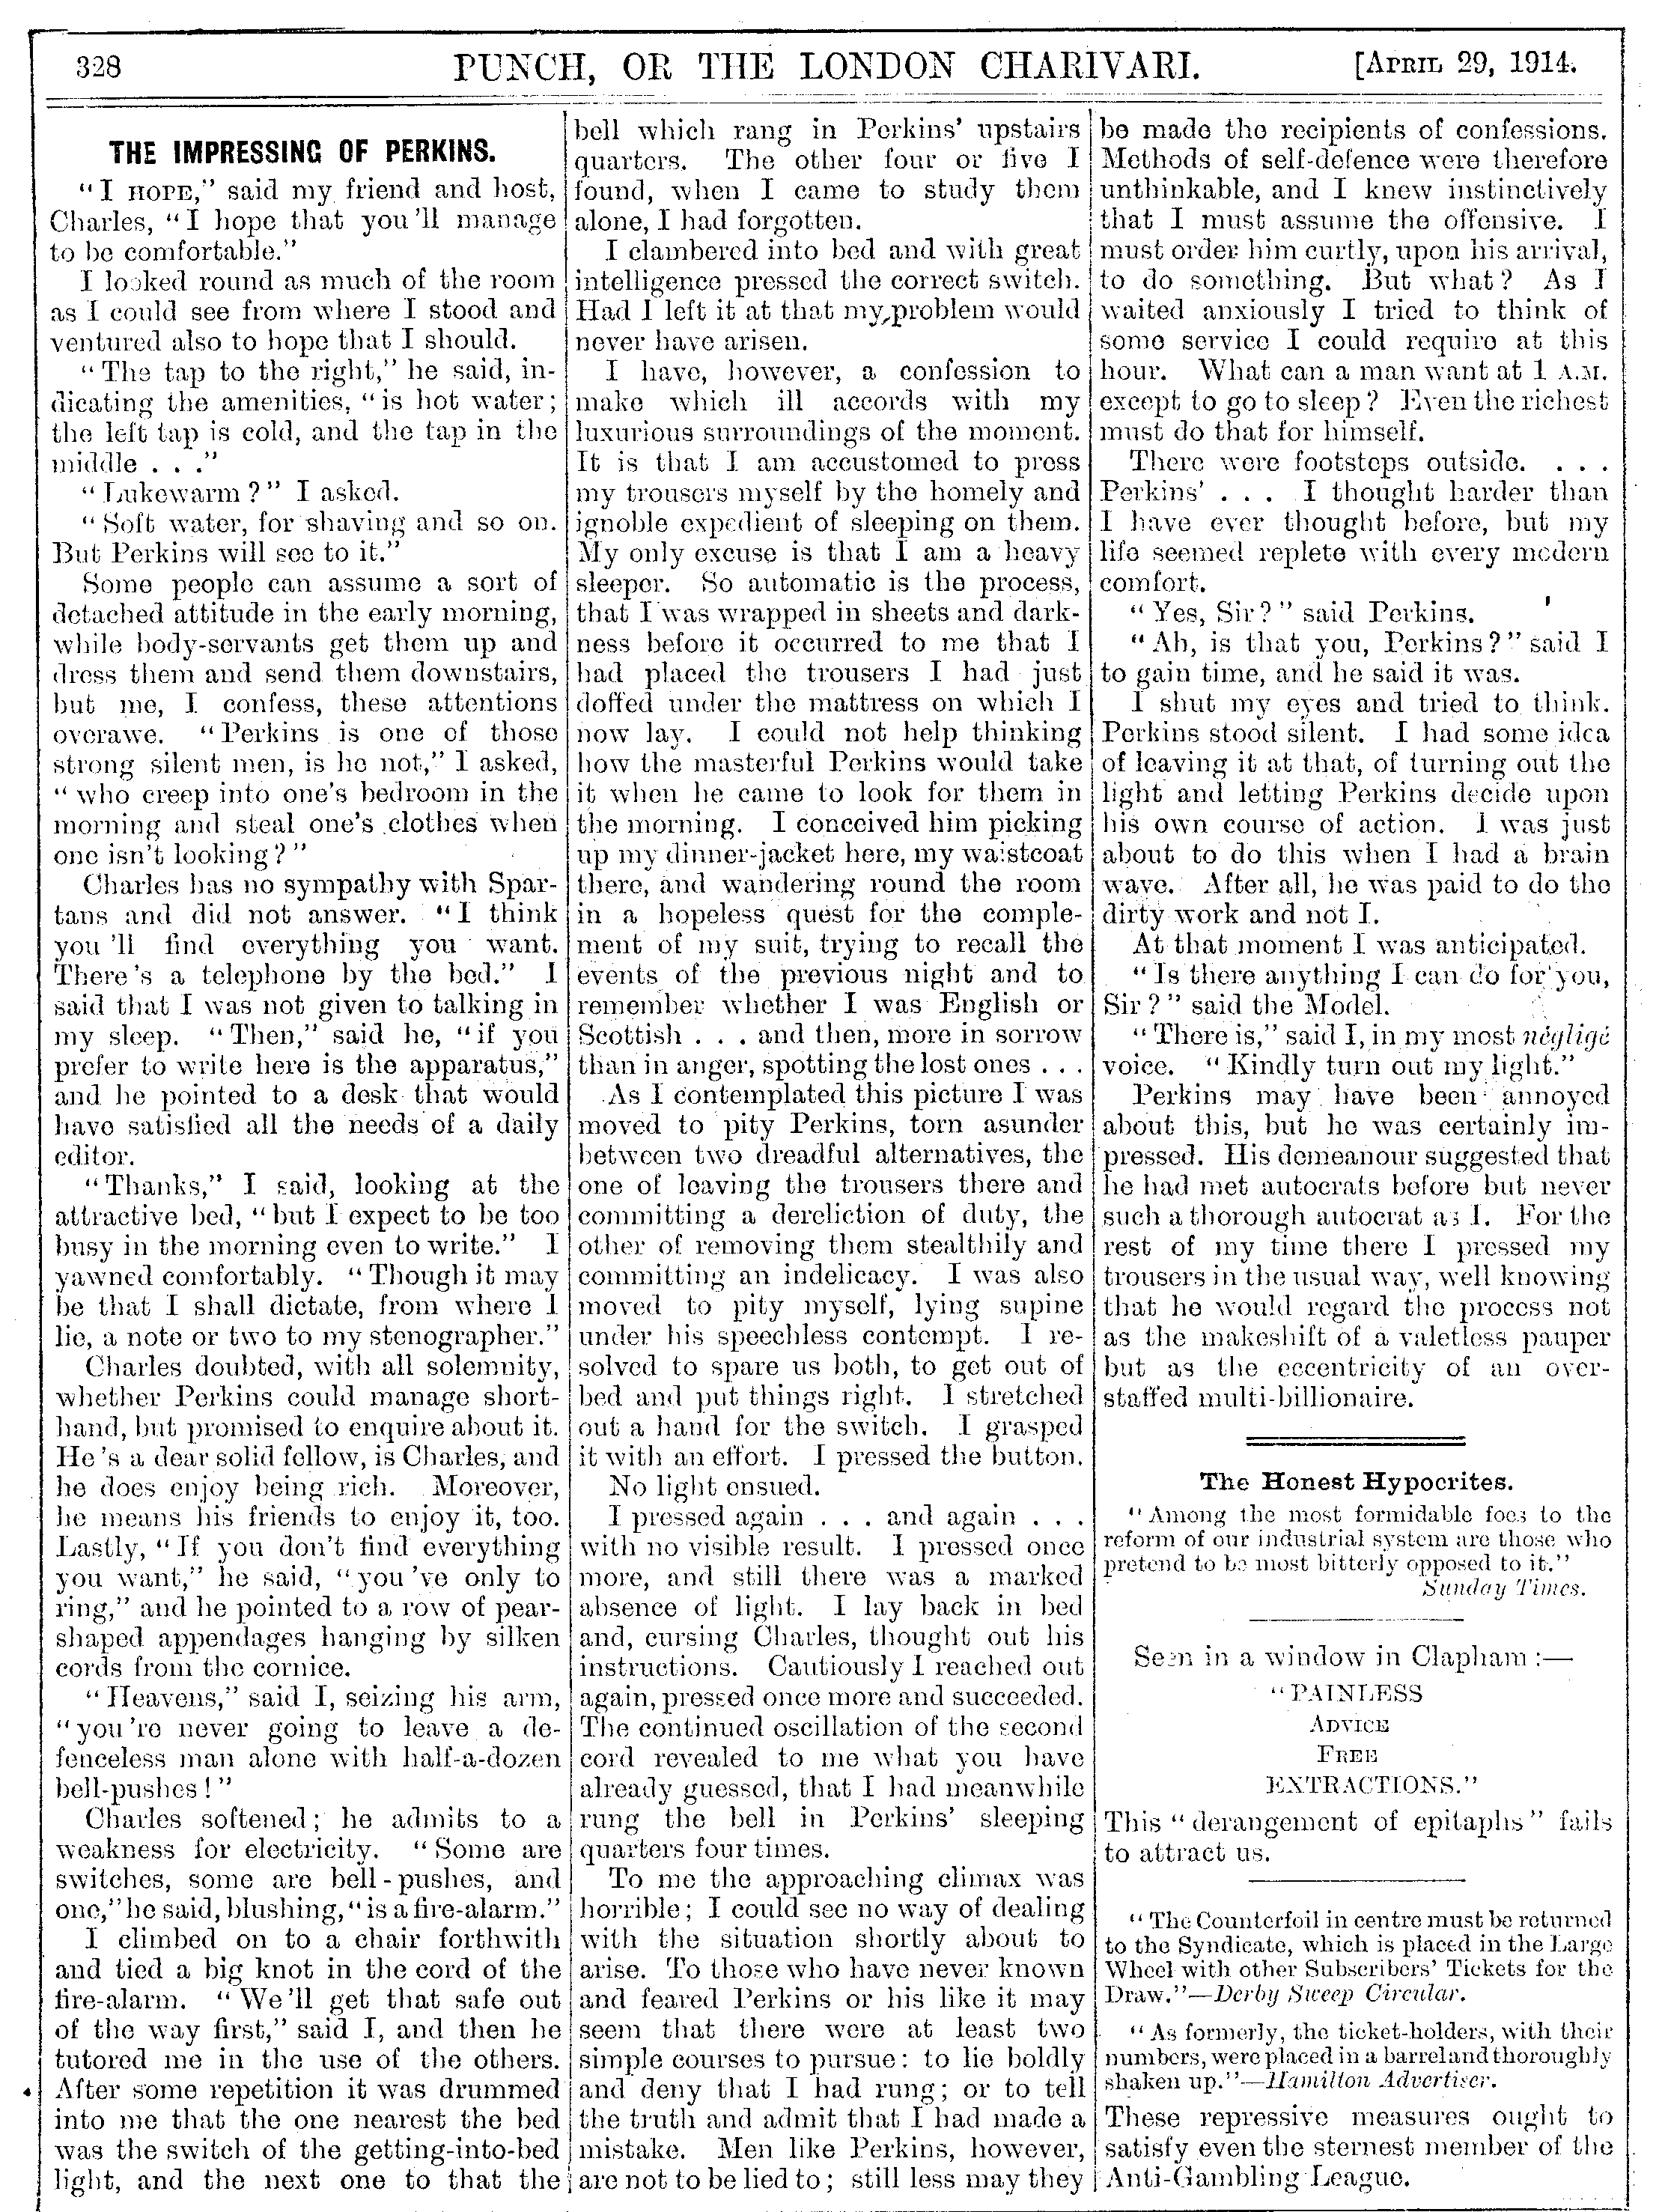 328
PUNCH, OR THE LONDON CHARIVARI.
[APRIL 29, 1914.
THE IMPRESSING OF PERKINS.
"I HOPE," said my friend and host,
Charles, "I hope that you'll manage
to be comfortable."
I looked round as much of the room
as I could see from where I stood and
ventured also to hope that I should.
"The tap to the right," he said, in-
dicating the amenities, "is hot water;
the left tap is cold, and the tap in the
middle . . ."
"Lukewarm?" I asked.
"Soft water, for shaving and so on.
But Perkins will see to it."
Some people can assume a sort of
detached attitude in the early morning,
while body-servants get them up and
dress them and send them downstairs,
but me, I confess, these attentions
overawe. "Perkins is one of those
strong silent men, is he not," I asked,
"who creep into one's bedroom in the
morning and steal one's clothes when
one isn't looking?"
Charles has no sympathy with Spar-
tans and did not answer. "I think
you'll find everything you want.
There's a telephone by the bed." I
said that I was not given to talking in
my sleep. "Then," said he, "if you
prefer to write here is the apparatus,"
and he pointed to a desk that would
have satisfied all the needs of a daily
editor.
"Thanks," I said, looking at the
attractive bed, "but I expect to be too
busy in the morning even to write." I
yawned comfortably. "Though it may
be that I shall dictate, from where I
lie, a note or two to my stenographer."
Charles doubted, with all solemnity,
whether Perkins could manage short-
hand, but promised to enquire about it.
He's a dear solid fellow, is Charles, and
he does enjoy being rich. Moreover,
he means his friends to enjoy it, too.
Lastly, "If you don't find everything
you want," he said, "you've only to
ring," and he pointed to a row of pear-
shaped appendages hanging by silken
cords from the cornice.
"Heavens," said I, seizing his arm,
"you're never going to leave a de-
fenceless man alone with half-a-dozen
bell-pushes!"
Charles softened; he admits to a
weakness for electricity. "Some are
switches, some are bell-pushes, and
one," he said, blushing, "is a fire-alarm."
I climbed on to a chair forthwith
and tied a big knot in the cord of the
fire-alarm. "We'll get that safe out
of the way first," said I, and then he
tutored me in the use of the others.
After some repetition it was drummed
into me that the one nearest the bed
was the switch of the getting-into-bed
light, and the next one to that the
bell which rang in Perkins' upstairs
quarters. The other four or five I
found, when I came to study them
alone, I had forgotten.
I clambered into bed and with great
intelligence pressed the correct switch.
Had I left it at that my problem would
never have arisen.
I have, however, a confession to
make which ill accords with my
luxurious surroundings of the moment.
It is that I am accustomed to press
my trousers myself by the homely and
ignoble expedient of sleeping on them.
My only excuse is that I am a heavy
sleeper. So automatic is the process,
that I was wrapped in sheets and dark-
ness before it occurred to me that I
had placed the trousers I had just
doffed under the mattress on which I
now lay. I could not help thinking
how the masterful Perkins would take
it when he came to look for them in
the morning. I conceived him picking
up my dinner-jacket here, my waistcoat
there, and wandering round the room
in a hopeless quest for the comple-
ment of my suit, trying to recall the
events of the previous night and to
remember whether I was English or
Scottish . . . and then, more in sorrow
than in anger, spotting the lost ones . . .
As I contemplated this picture I was
moved to pity Perkins, torn asunder
between two dreadful alternatives, the
one of leaving the trousers there and
committing a dereliction of duty, the
other of removing them stealthily and
committing an indelicacy. I was also
moved to pity myself, lying supine
under his speechless contempt. I re-
solved to spare us both, to get out of
bed and put things right. I stretched
out a hand for the switch. I grasped
it with an effort. I pressed the button.
No light ensued.
I pressed again . . . and again . . .
with no visible result. I pressed once
more, and still there was a marked
absence of light. I lay back in bed
and, cursing Charles, thought out his
instructions. Cautiously I reached out
again, pressed once more and succeeded.
The continued oscillation of the second
cord revealed to me what you have
already guessed, that I had meanwhile
rung the bell in Perkins' sleeping
quarters four times.
To me the approaching climax was
horrible; I could see no way of dealing
with the situation shortly about to
arise. To those who have never known
and feared Perkins or his like it may
seem that there were at least two
simple courses to pursue: to lie boldly
and deny that I had rung; or to tell
the truth and admit that I had made a
mistake. Men like Perkins, however,
are not to be lied to; still less may they
be made the recipients of confessions.
Methods of self-defence were therefore
unthinkable, and I knew instinctively
that I must assume the offensive. I
must order him curtly, upon his arrival,
to do something. But what? As I
waited anxiously I tried to think of
some service I could require at this
hour. What can a man want at 1 A.M.
except to go to sleep? Even the richest
must do that for himself.
There were footsteps outside. . . .
Perkins' . . . I thought harder than
I have ever thought before, but my
life seemed replete with every modern
comfort.
"Yes, Sir?" said Perkins.
"Ah, is that you, Perkins?" said I
to gain time, and he said it was.
I shut my eyes and tried to think.
Perkins stood silent. I had some idea
of leaving it at that, of turning out the
light and letting Perkins decide upon
his own course of action. I was just
about to do this when I had a brain
wave. After all, he was paid to do the
dirty work and not I.
At that moment I was anticipated.
"Is there anything I can do for you,
Sir?" said the Model.
"There is," said I, in my most négligé
voice. "Kindly turn out my light."
Perkins may have been annoyed
about this, but he was certainly im-
pressed. His demeanour suggested that
he had met autocrats before but never
such a thorough autocrat as I. For the
rest of my time there I pressed my
trousers in the usual way, well knowing
that he would regard the process not
as the makeshift of a valetless pauper
but as the eccentricity of an over-
staffed multi-billionaire.
The Honest Hypocrites.
"Among the most formidable foes to the
reform of our industrial system are those who
pretend to be most bitterly opposed to it."
Sunday Times.
Seen in a window in Clapham:—
"PAINLESS
ADVICE
FREE
EXTRACTIONS."
This "derangement of epitaphs" fails
to attract us.
"The Counterfoil in centre must be returned
to the Syndicate, which is placed in the Large
Wheel with other Subscribers' Tickets for the
Draw."—Derby Sweep Circular.
"As formerly, the ticket-holders, with their
numbers, were placed in a barrel and thoroughly
shaken up."—Hamilton Advertiser.
These repressive measures ought to
satisfy even the sternest member of the
Anti-Gambling League.